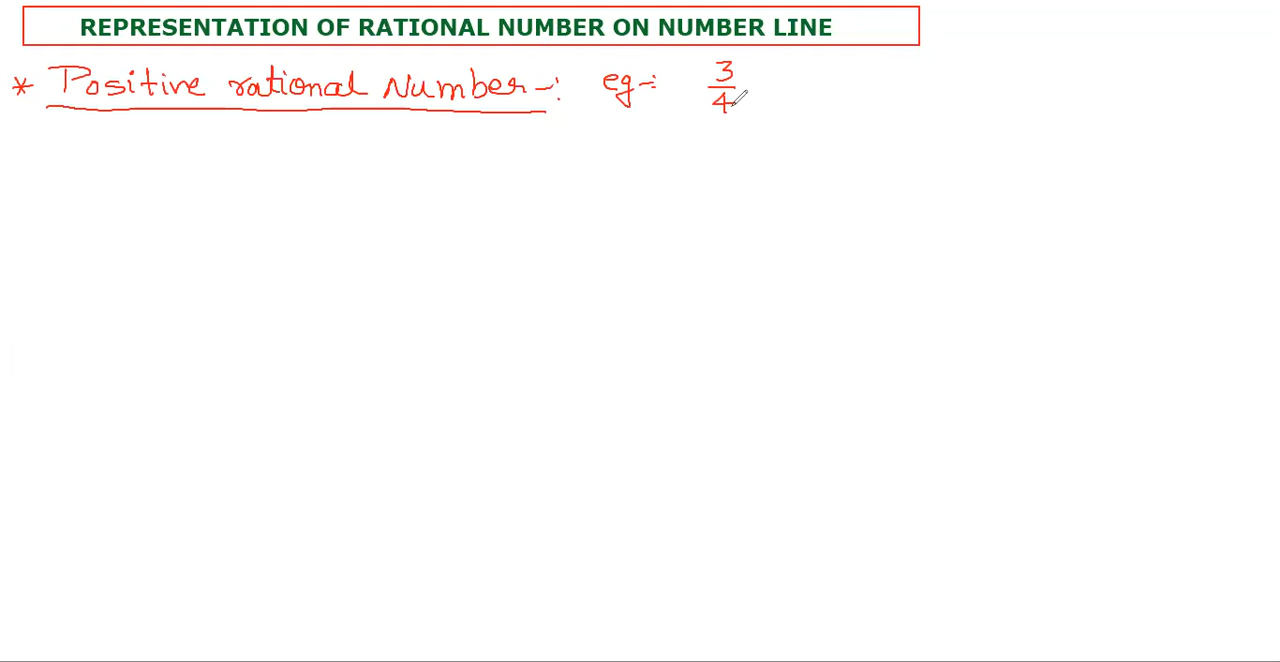 REPRESENTATION OF RATIONAL NUMBER ON NUMBER LINE
* Positive rational Number -: eg -: 3/4